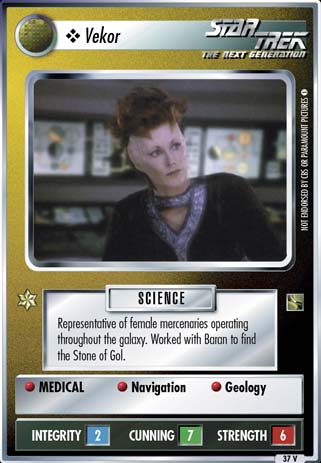 ❖ Vekor
STAR TREK
THE NEXT GENERATION
NOT ENDORSED BY CBS OR PARAMOUNT PICTURES
SCIENCE
Representative of female mercenaries operating
throughout the galaxy. Worked with Baran to find
the Stone of Gol.
MEDICAL Navigation Geology
INTEGRITY 2 CUNNING 7 STRENGTH 6
37 V